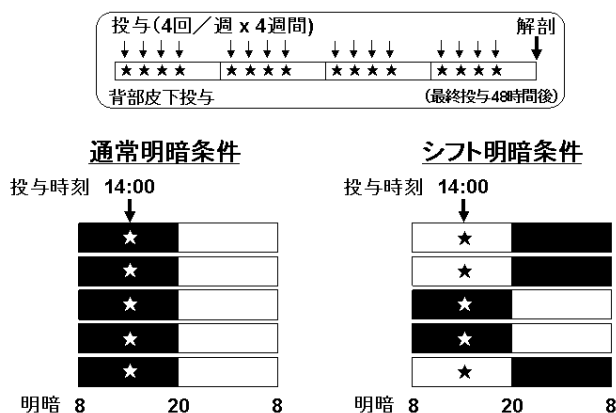 投与(4回／週 x 4週間)
解剖
背部皮下投与
(最終投与48時間後)
通常明暗条件
シフト明暗条件
投与時刻 14:00
投与時刻 14:00
明暗 8 20 8
明暗 8 20 8